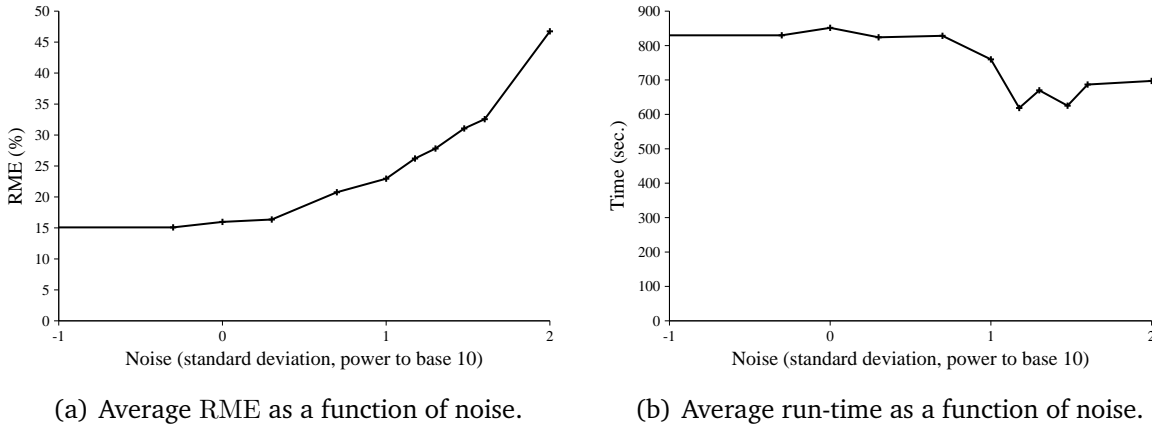 50
45
40
35
30
25
20
15
10
5
0
RME (%)
-1 0 1 2
Noise (standard deviation, power to base 10)
(a) Average RME as a function of noise.
900
800
700
600
500
400
300
200
100
0
Time (sec.)
-1 0 1 2
Noise (standard deviation, power to base 10)
(b) Average run-time as a function of noise.